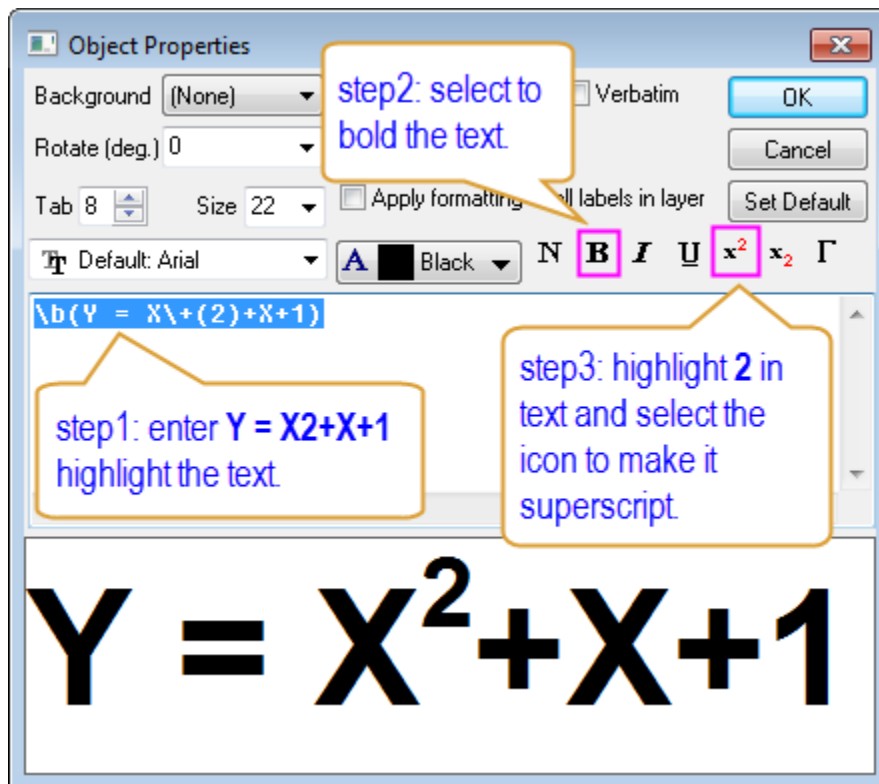 Object Properties
Background (None) Verbatim OK
Rotate (deg.) 0 Cancel
step2: select to
bold the text.
Tab 8 Size 22 Apply formatting ll labels in layer Set Default
Default: Arial A Black N B I U x² x₂ Γ
\b(Y = X\+(2)+X+1)
step1: enter Y = X2+X+1
highlight the text.
step3: highlight 2 in
text and select the
icon to make it
superscript.
Y = X²+X+1